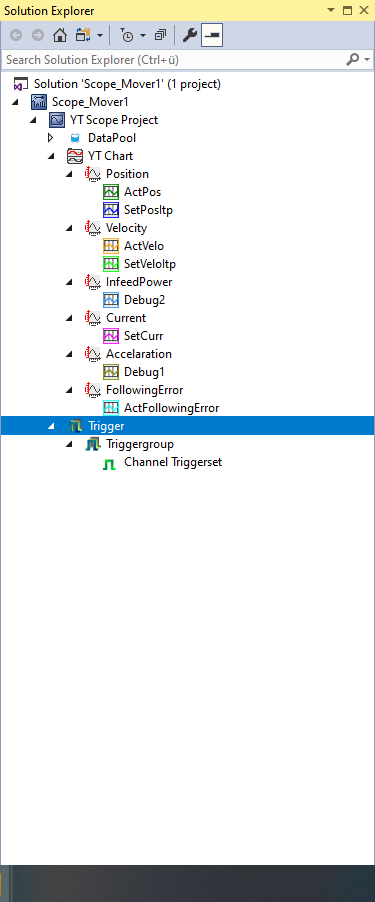 Solution Explorer
Search Solution Explorer (Ctrl+ü)
Solution 'Scope_Mover1' (1 project)
Scope_Mover1
YT Scope Project
DataPool
YT Chart
Position
ActPos
SetPosItp
Velocity
ActVelo
SetVeloItp
InfeedPower
Debug2
Current
SetCurr
Accelaration
Debug1
FollowingError
ActFollowingError
Trigger
Triggergroup
Channel Triggerset